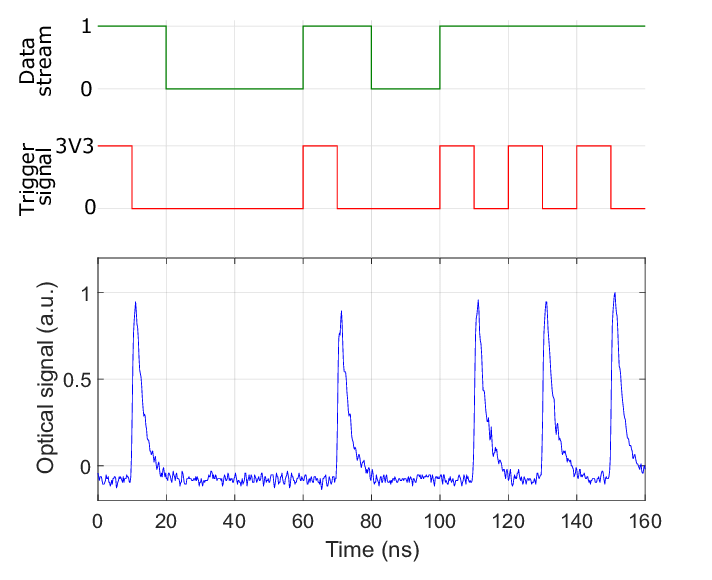 Data
stream
1
0
Trigger
signal
3V3
0
Optical signal (a.u.)
1
0.5
0
0 20 40 60 80 100 120 140 160
Time (ns)